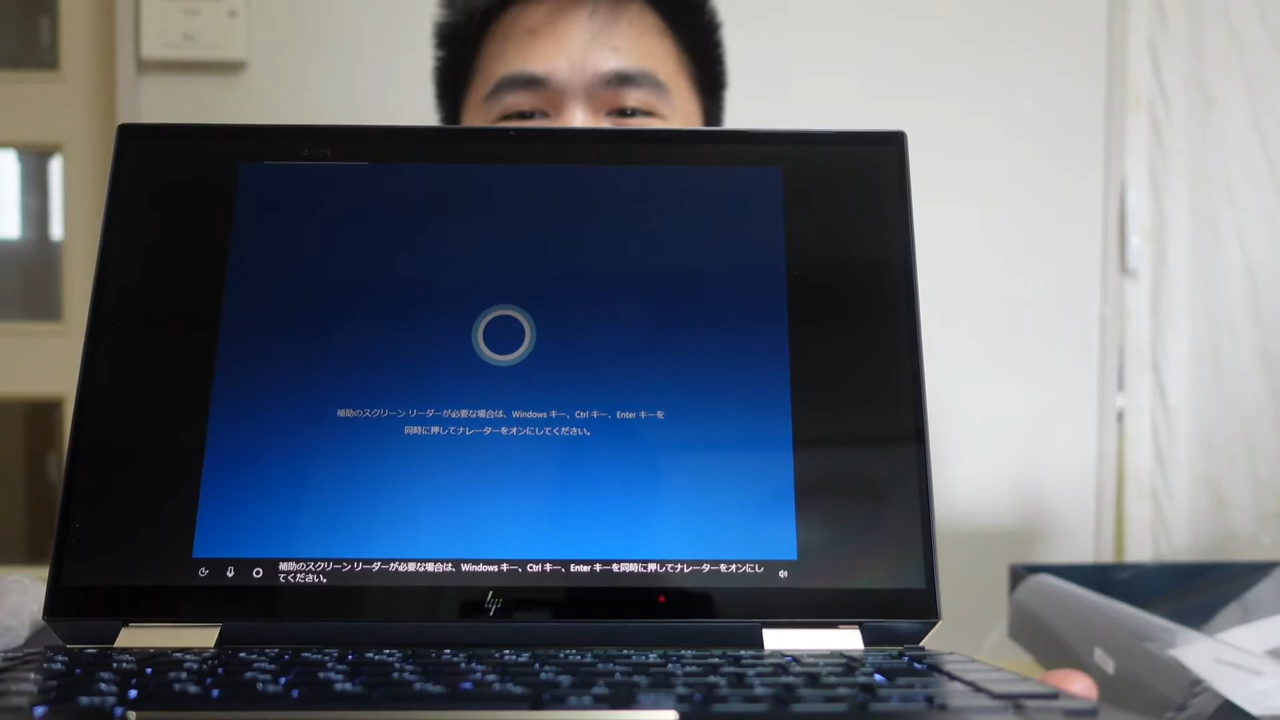 ようこそ
補助のスクリーン リーダーが必要な場合は、Windows キー、Ctrl キー、Enter キーを
同時に押してナレーターをオンにしてください。
補助のスクリーン リーダーが必要な場合は、Windows キー、Ctrl キー、Enter キーを同時に押してナレーターをオンにし
てください。
hp